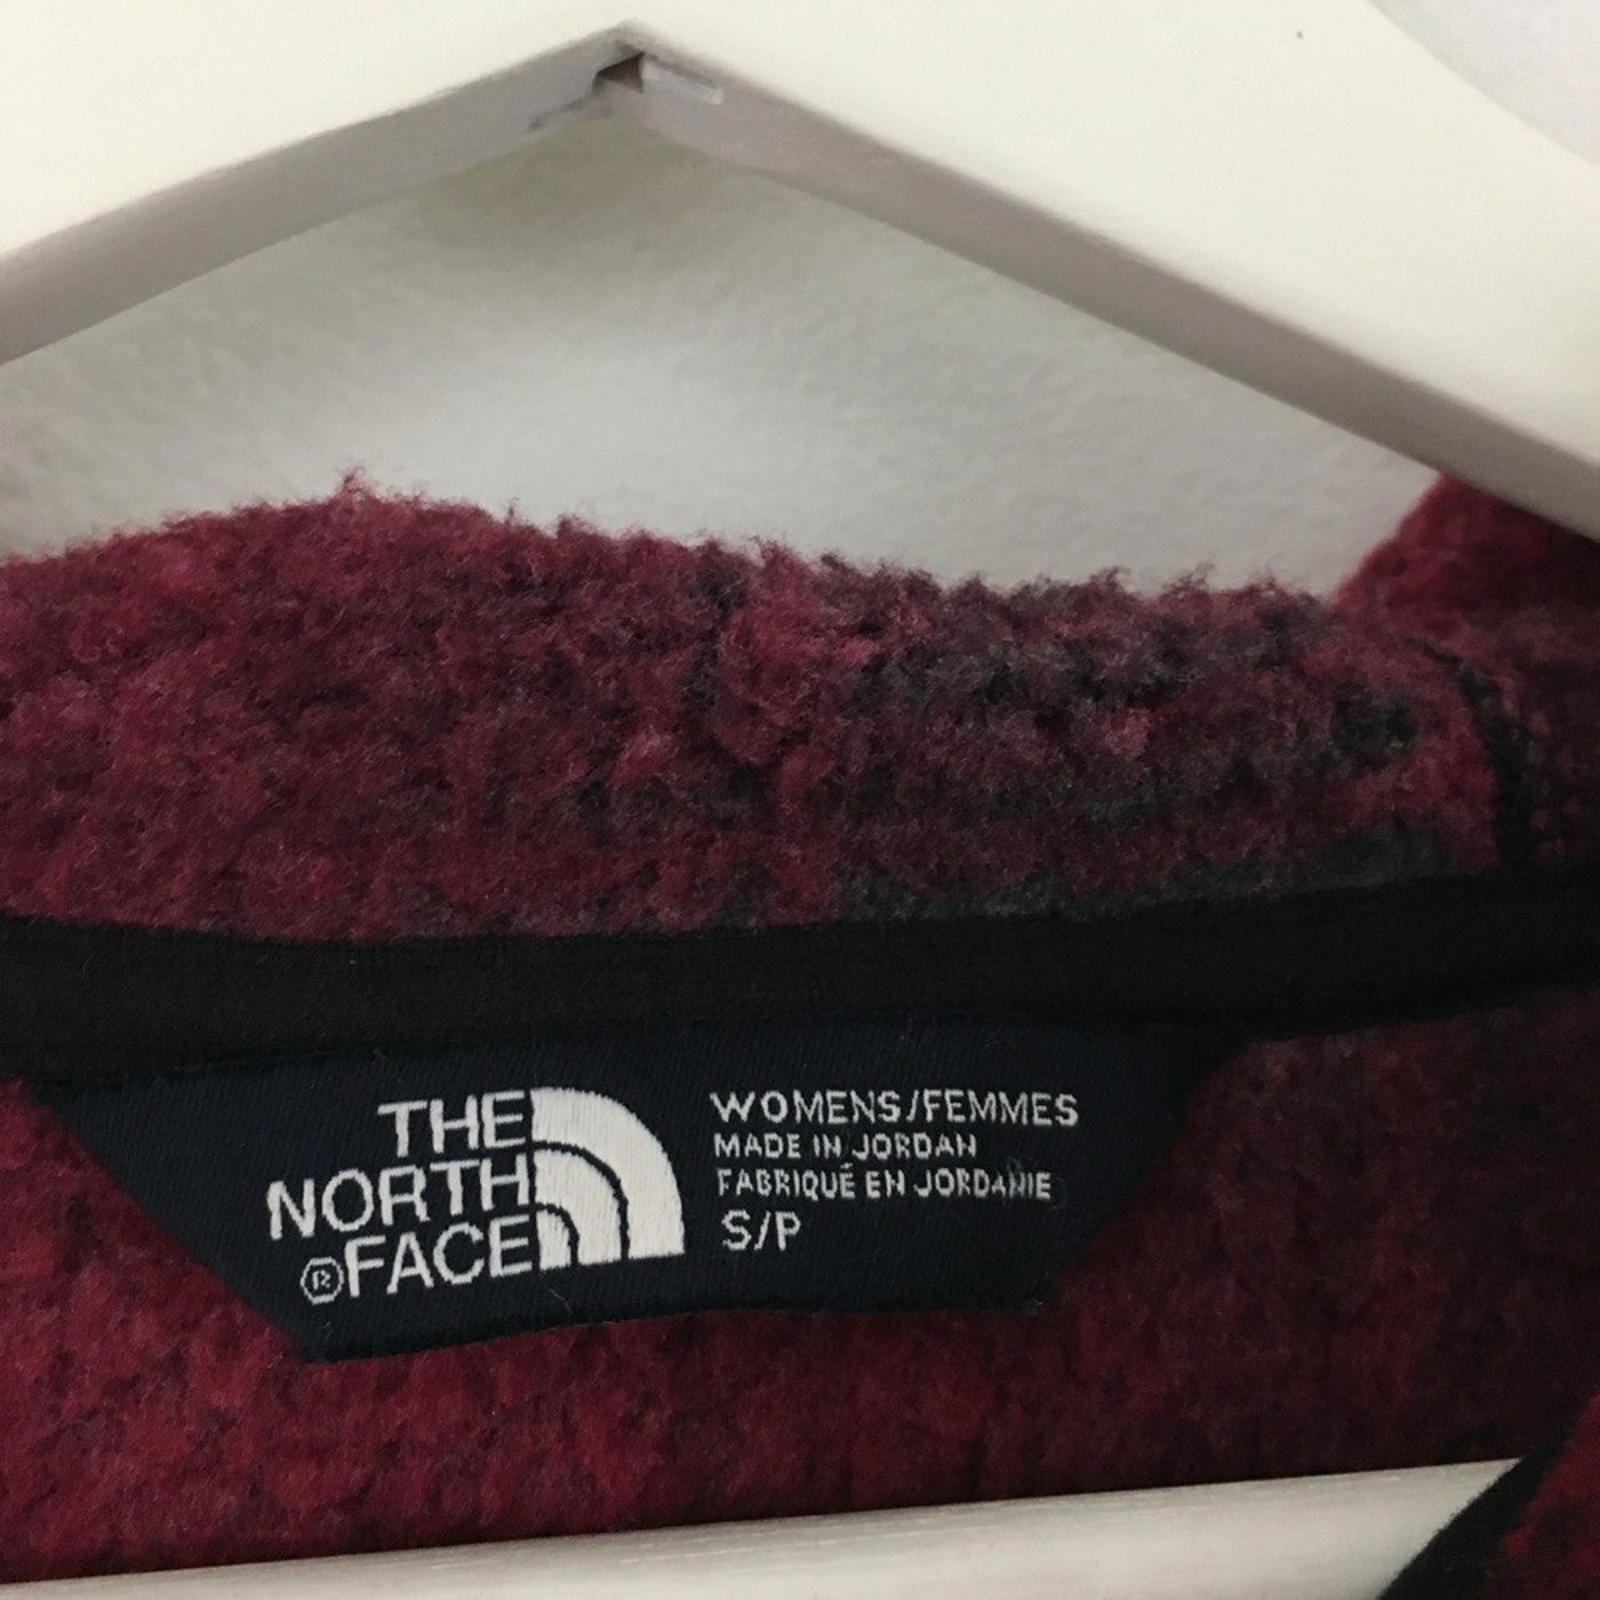 THE
NORTH
®FACE
WOMENS/FEMMES
MADE IN JORDAN
FABRIQUÉ EN JORDANIE
S/P